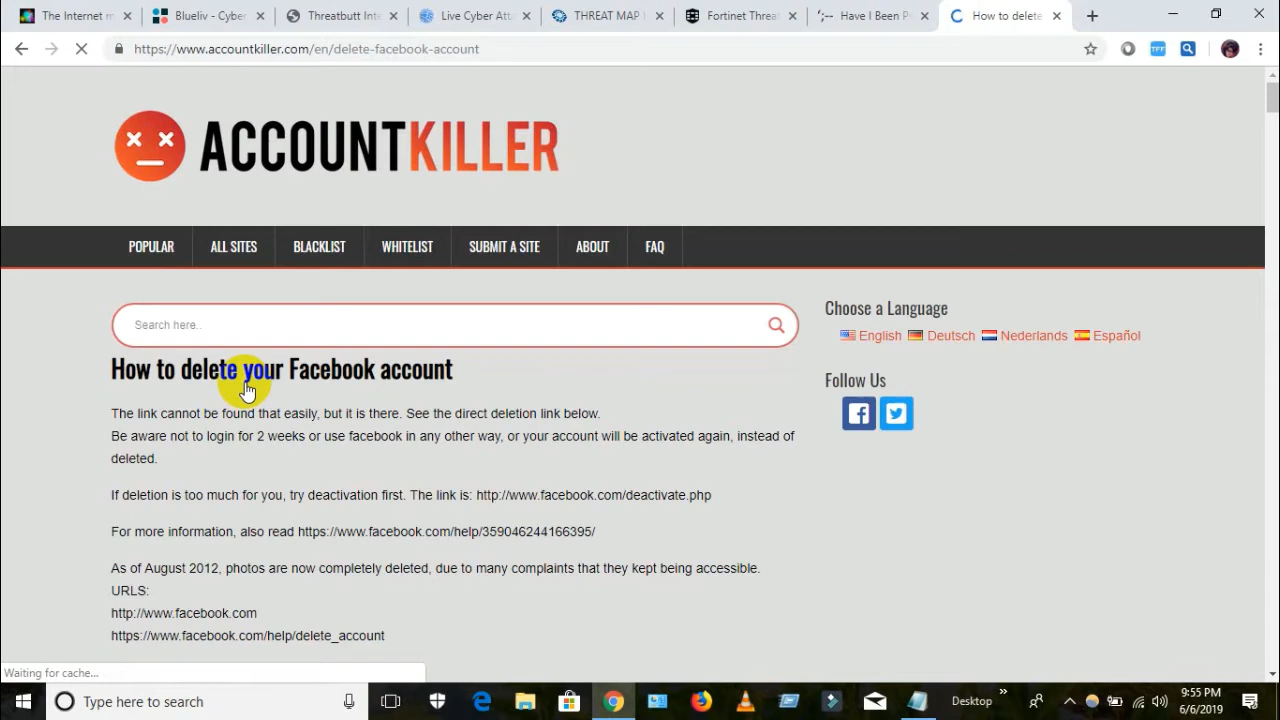 The Internet m
Blueliv - Cyber
Threatbutt Inte
Live Cyber Atta
THREAT MAP
Fortinet Threat
Have I Been P
How to delete
https://www.accountkiller.com/en/delete-facebook-account
TFF
ACCOUNTKILLER
POPULAR
ALL SITES
BLACKLIST
WHITELIST
SUBMIT A SITE
ABOUT
FAQ
Search here..
Choose a Language
English Deutsch Nederlands Español
How to delete your Facebook account
Follow Us
The link cannot be found that easily, but it is there. See the direct deletion link below.
Be aware not to login for 2 weeks or use facebook in any other way, or your account will be activated again, instead of
deleted.
If deletion is too much for you, try deactivation first. The link is: http://www.facebook.com/deactivate.php
For more information, also read https://www.facebook.com/help/359046244166395/
As of August 2012, photos are now completely deleted, due to many complaints that they kept being accessible.
URLS:
http://www.facebook.com
https://www.facebook.com/help/delete_account
Waiting for cache...
Type here to search
Desktop
9:55 PM
6/6/2019